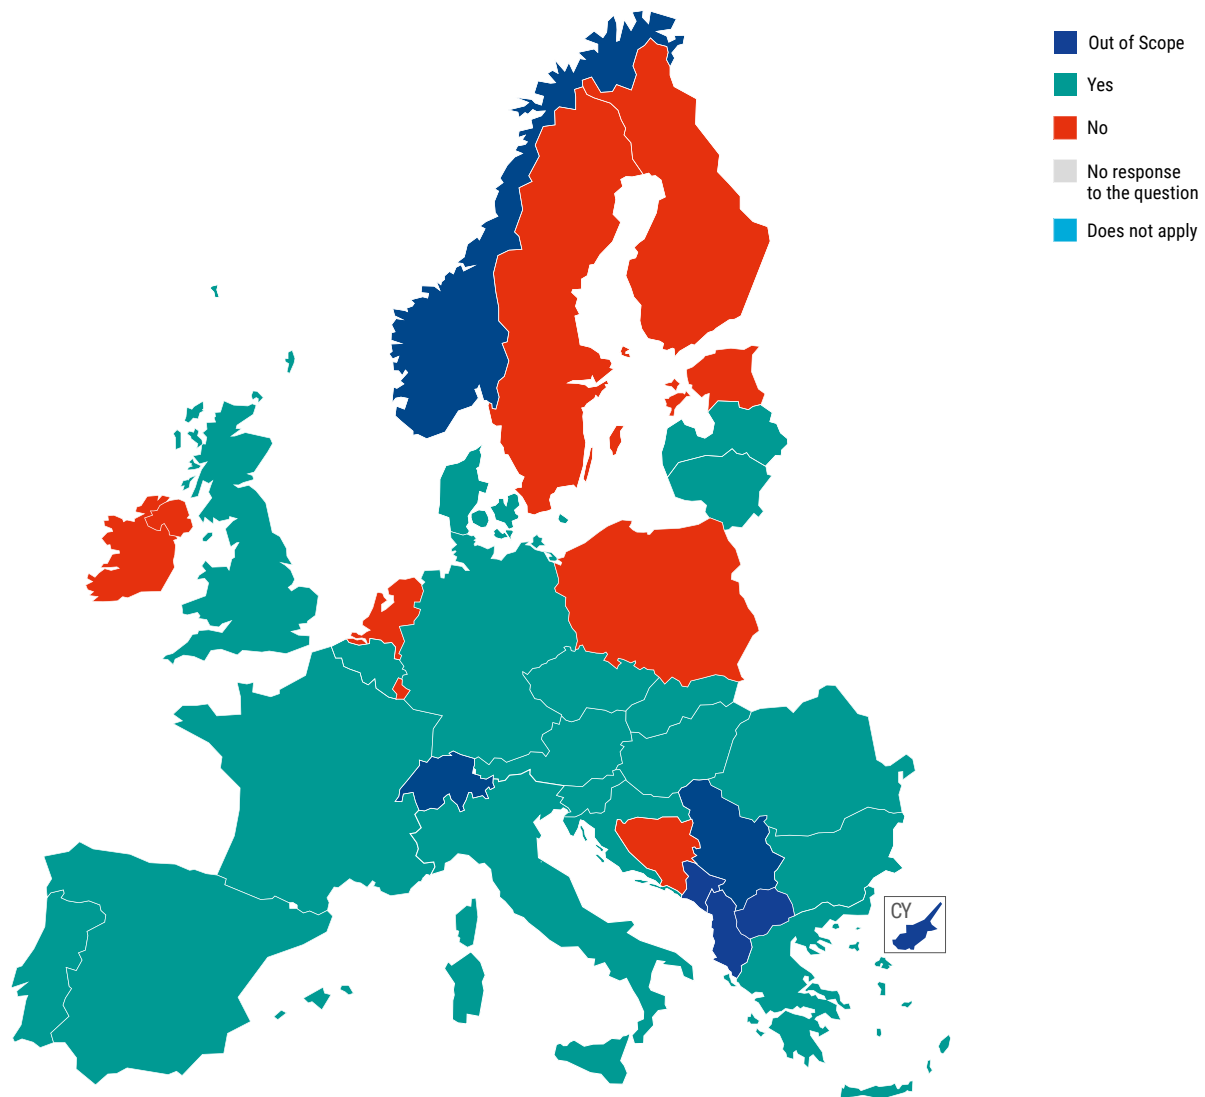 Out of Scope
Yes
No
No response
to the question
Does not apply
CY